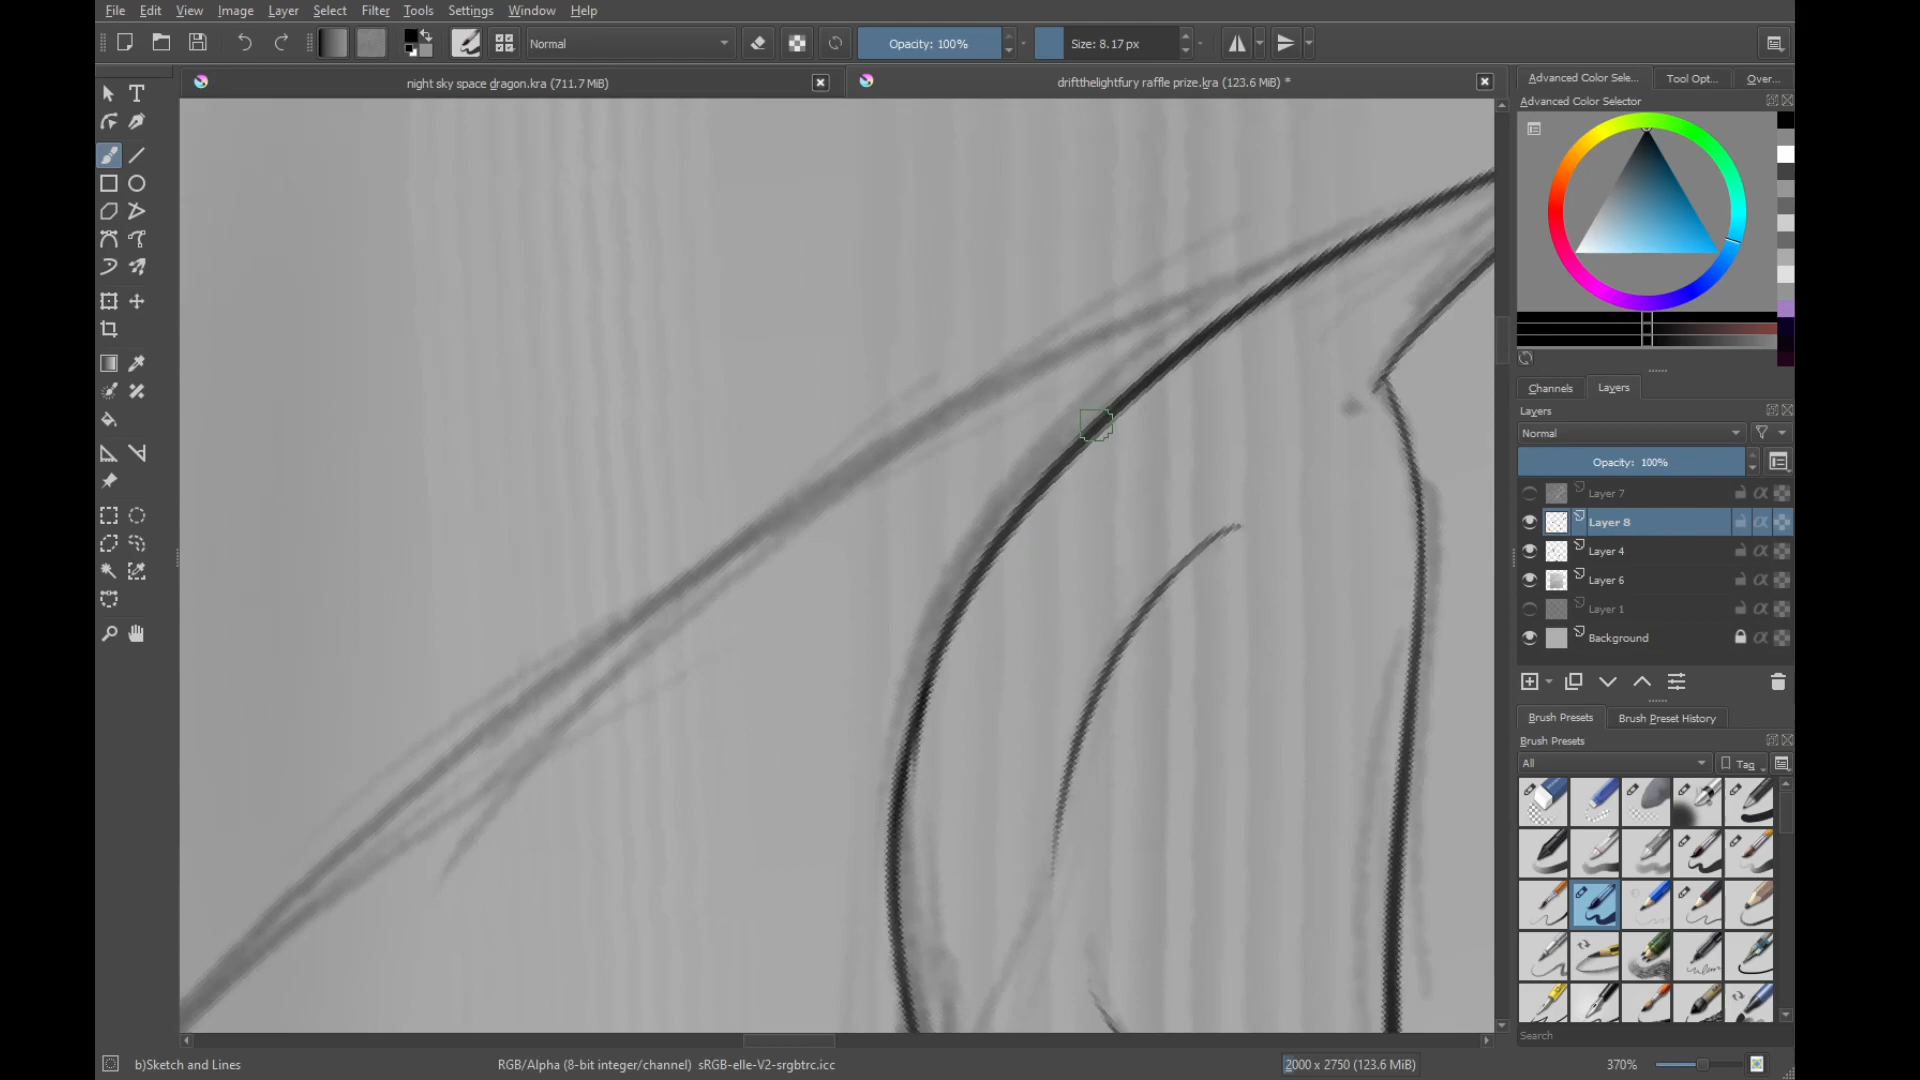 File Edit View Image Layer Select Filter Tools Settings Window Help
Normal Opacity: 100% Size: 8.17 px
night sky space dragon.kra (711.7 MiB) driftthelightfury raffle prize.kra (123.6 MiB) *
Advanced Color Sele... Tool Opt... Over...
Advanced Color Selector
Channels Layers
Layers
Normal
Opacity: 100%
Layer 7
Layer 8
Layer 4
Layer 6
Layer 1
Background
Brush Presets Brush Preset History
Brush Presets
All Tag
Search
b)Sketch and Lines RGB/Alpha (8-bit integer/channel) sRGB-elle-V2-srgbtrc.icc 2000 x 2750 (123.6 MiB) 370%